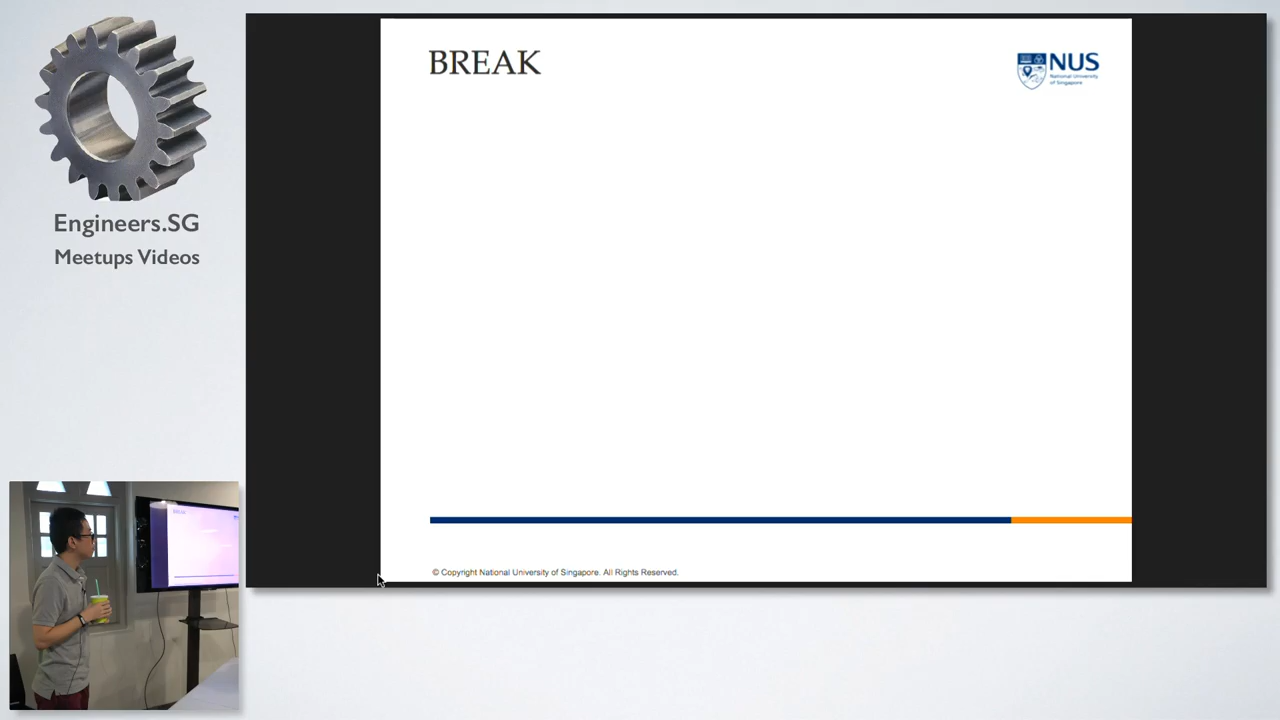 BREAK
NUS
National University
of Singapore
Engineers.SG
Meetups Videos
© Copyright National University of Singapore. All Rights Reserved.